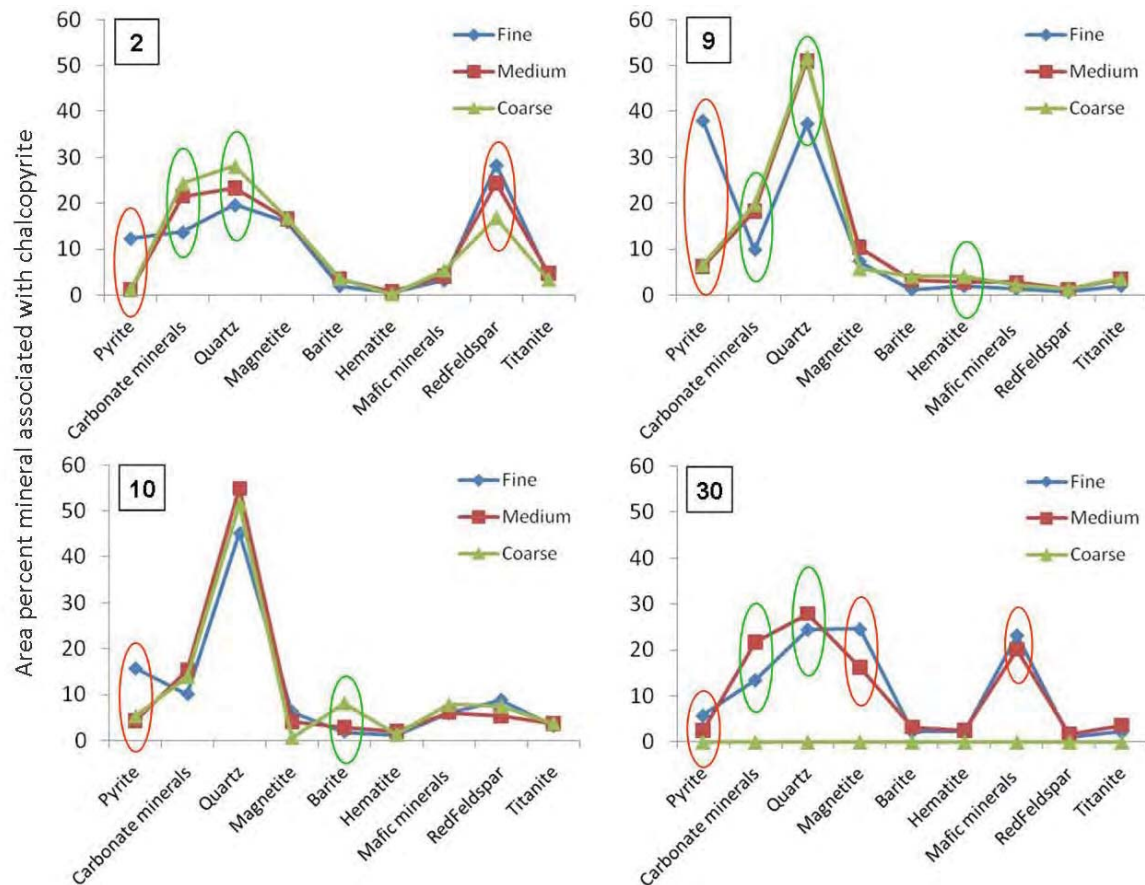 Area percent mineral associated with chalcopyrite
2
60
50
40
30
20
10
0
Fine
Medium
Coarse
Pyrite
Carbonate minerals
Quartz
Magnetite
Barite
Hematite
Mafic minerals
RedFeldspar
Titanite
9
60
50
40
30
20
10
0
Fine
Medium
Coarse
Pyrite
Carbonate minerals
Quartz
Magnetite
Barite
Hematite
Mafic minerals
RedFeldspar
Titanite
10
60
50
40
30
20
10
0
Fine
Medium
Coarse
Pyrite
Carbonate minerals
Quartz
Magnetite
Barite
Hematite
Mafic minerals
RedFeldspar
Titanite
30
60
50
40
30
20
10
0
Fine
Medium
Coarse
Pyrite
Carbonate minerals
Quartz
Magnetite
Barite
Hematite
Mafic minerals
RedFeldspar
Titanite